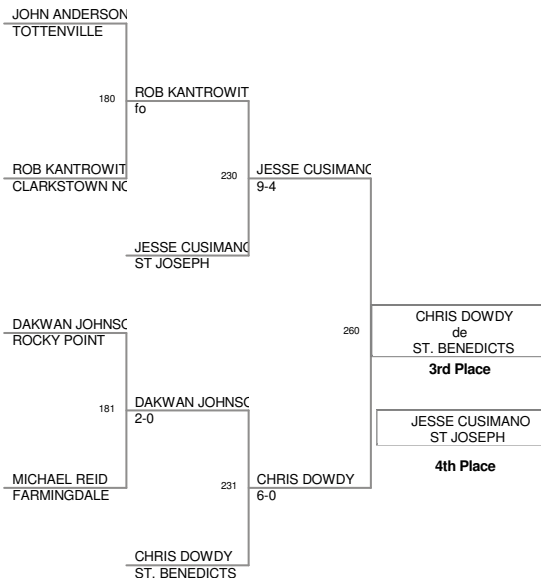 JOHN ANDERSON
TOTTENVILLE
180
ROB KANTROWIT
fo
ROB KANTROWIT
CLARKSTOWN NO
230
JESSE CUSIMANO
9-4
JESSE CUSIMANO
ST JOSEPH
DAKWAN JOHNSO
ROCKY POINT
260
CHRIS DOWDY
de
ST. BENEDICTS
3rd Place
181
DAKWAN JOHNSO
2-0
JESSE CUSIMANO
ST JOSEPH
4th Place
MICHAEL REID
FARMINGDALE
231
CHRIS DOWDY
6-0
CHRIS DOWDY
ST. BENEDICTS